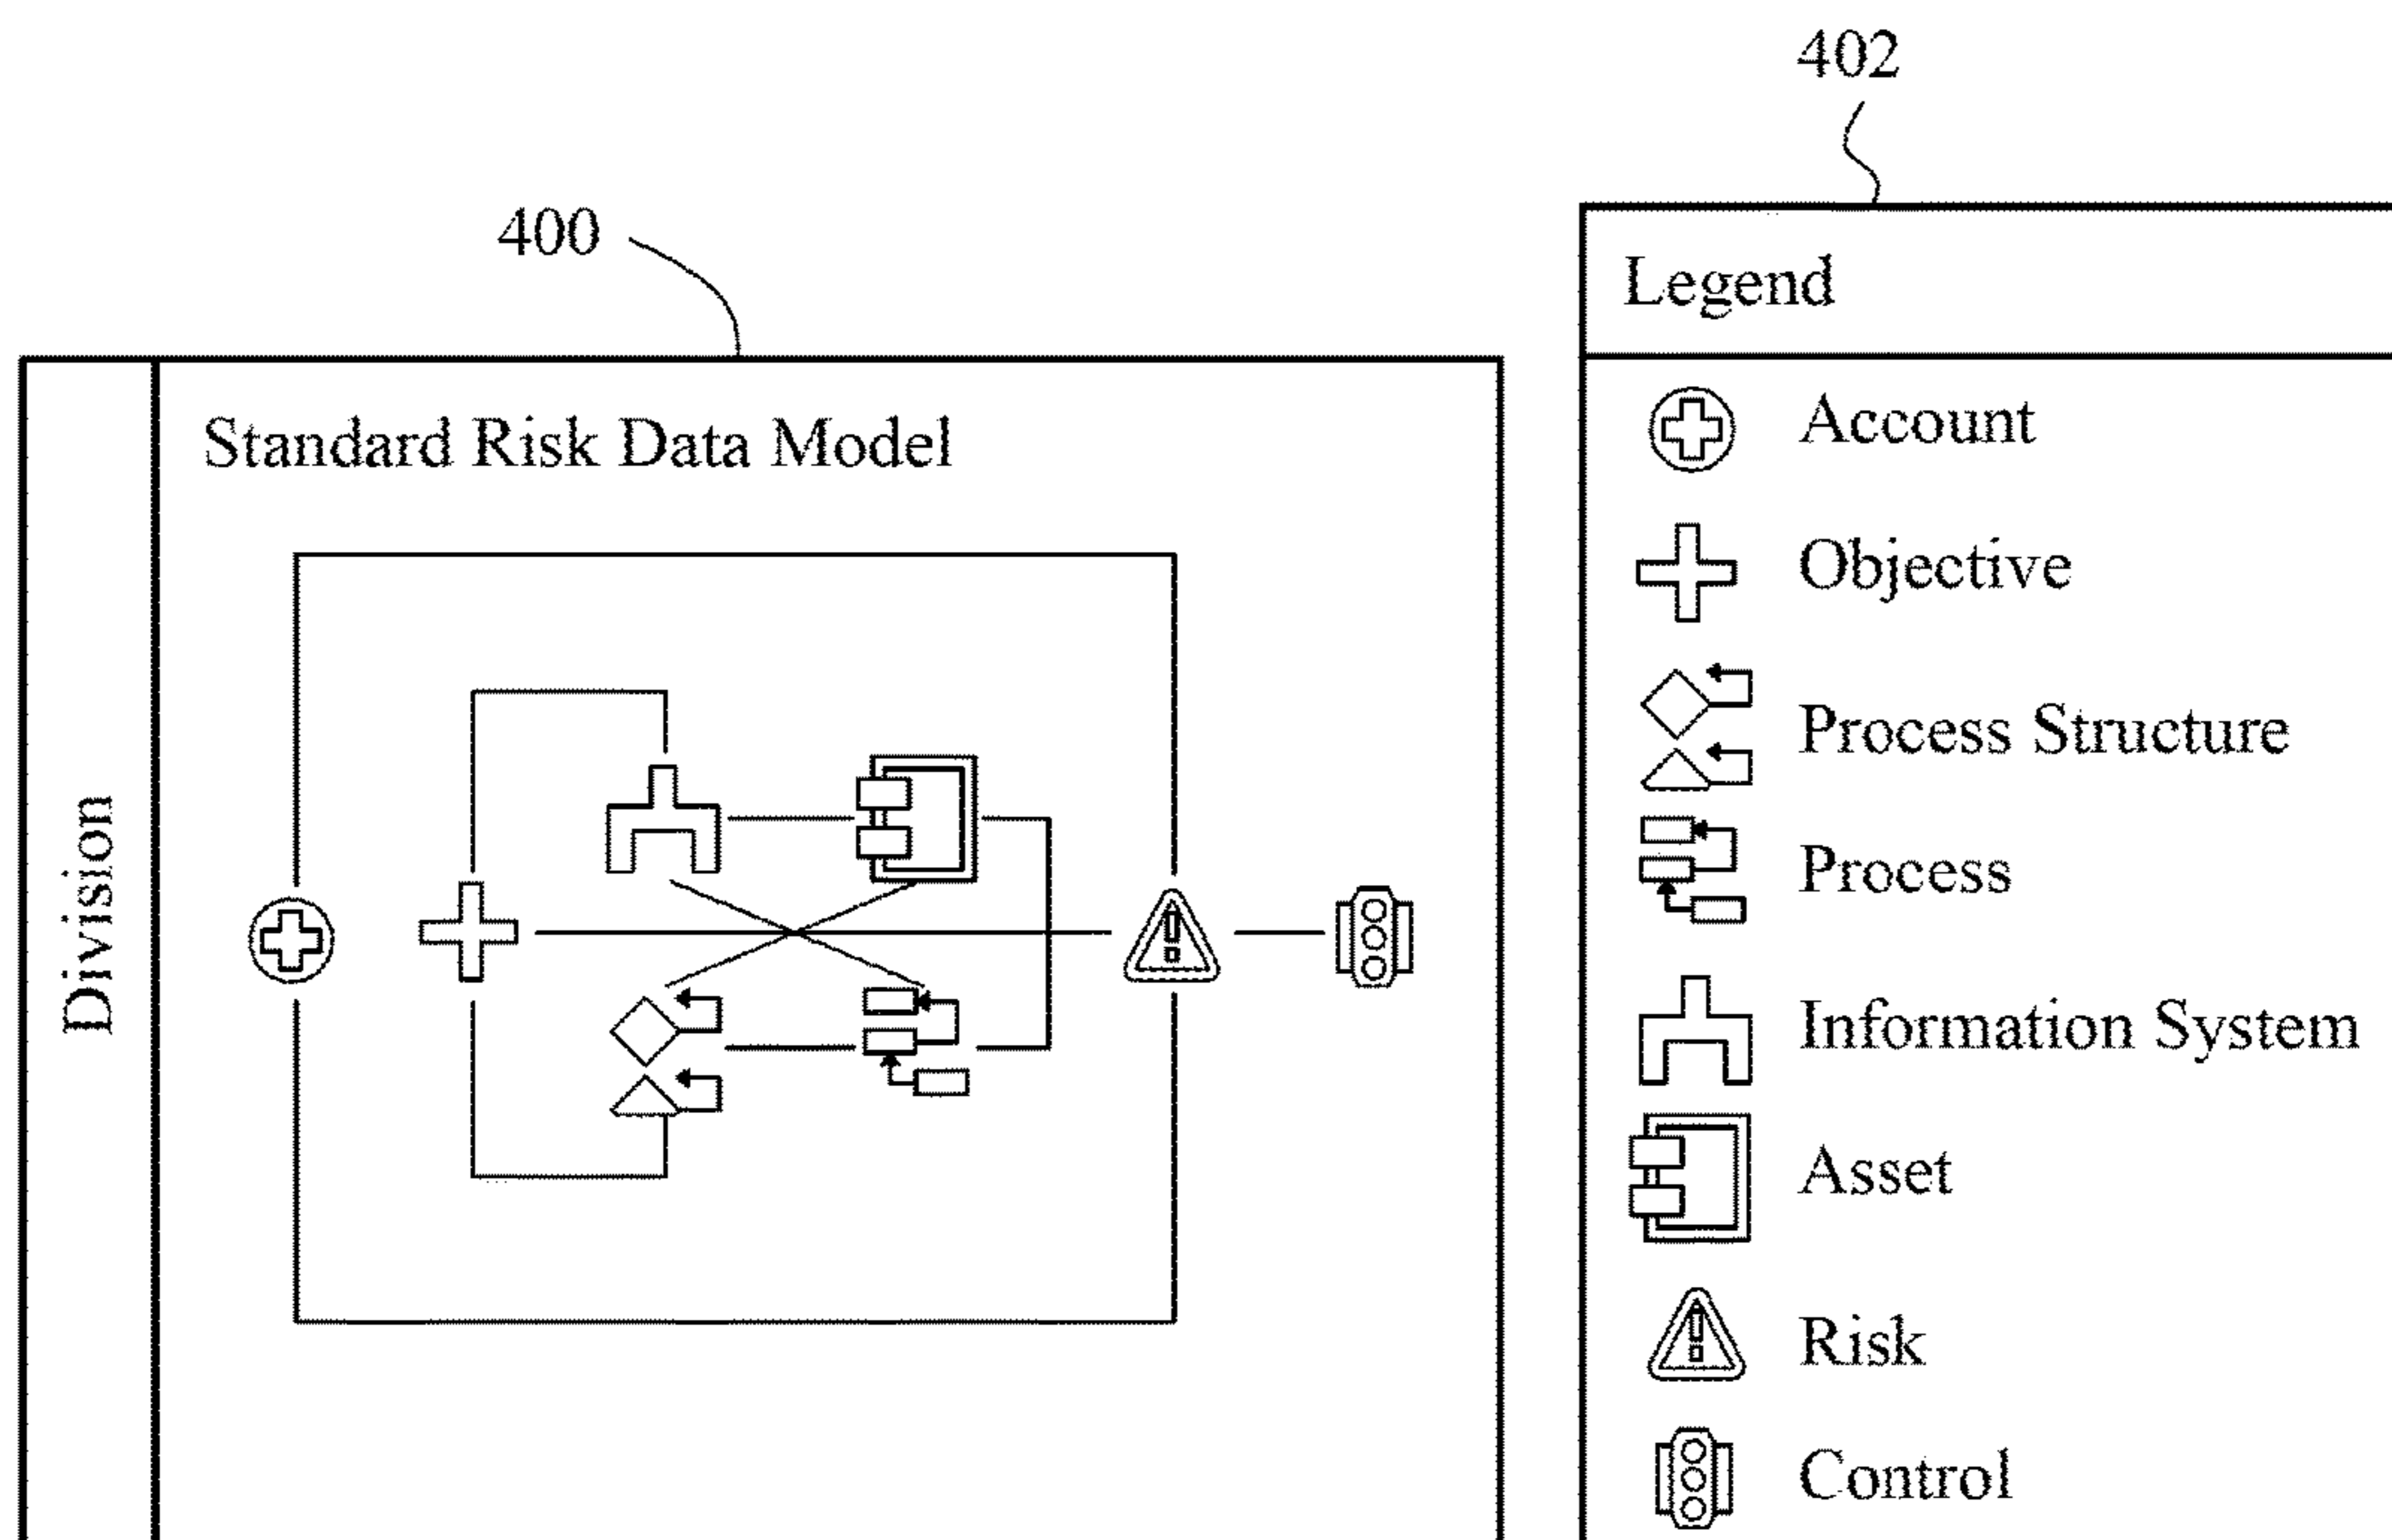 402
400
Legend
Standard Risk Data Model
Division
Account
Objective
Process Structure
Process
Information System
Asset
Risk
Control